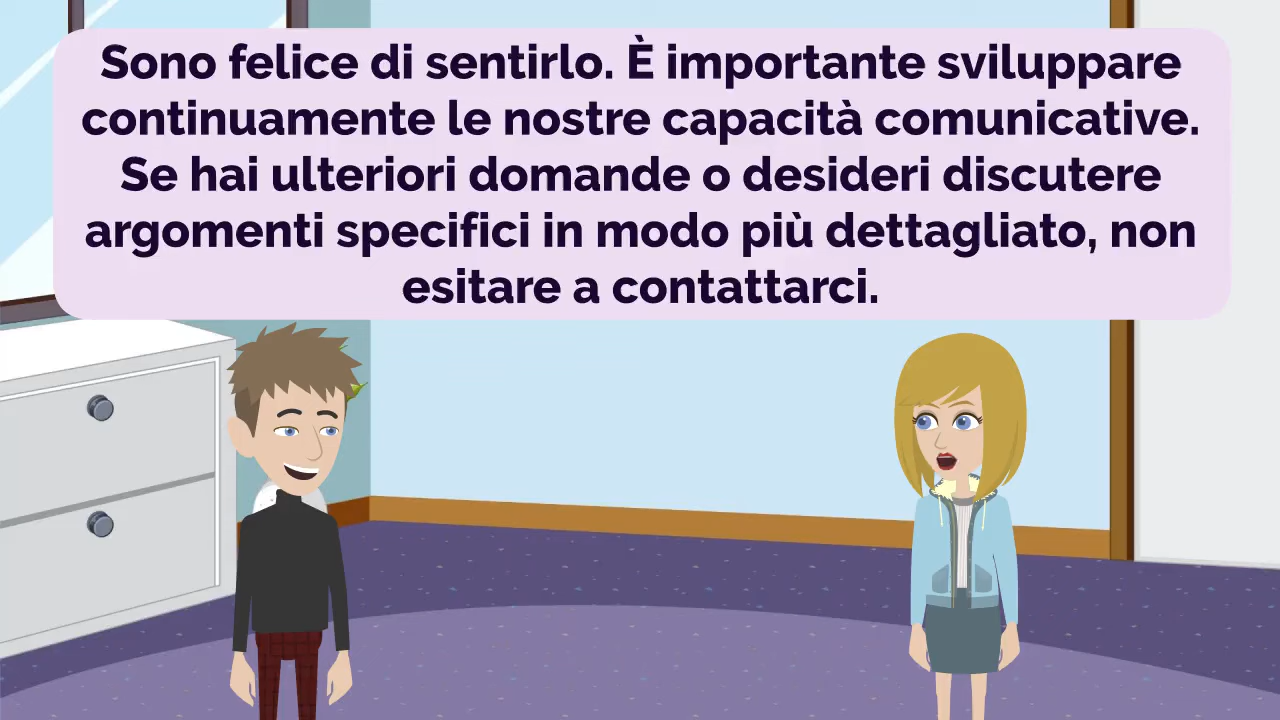 Sono felice di sentirlo. È importante sviluppare
continuamente le nostre capacità comunicative.
Se hai ulteriori domande o desideri discutere
argomenti specifici in modo più dettagliato, non
esitare a contattarci.